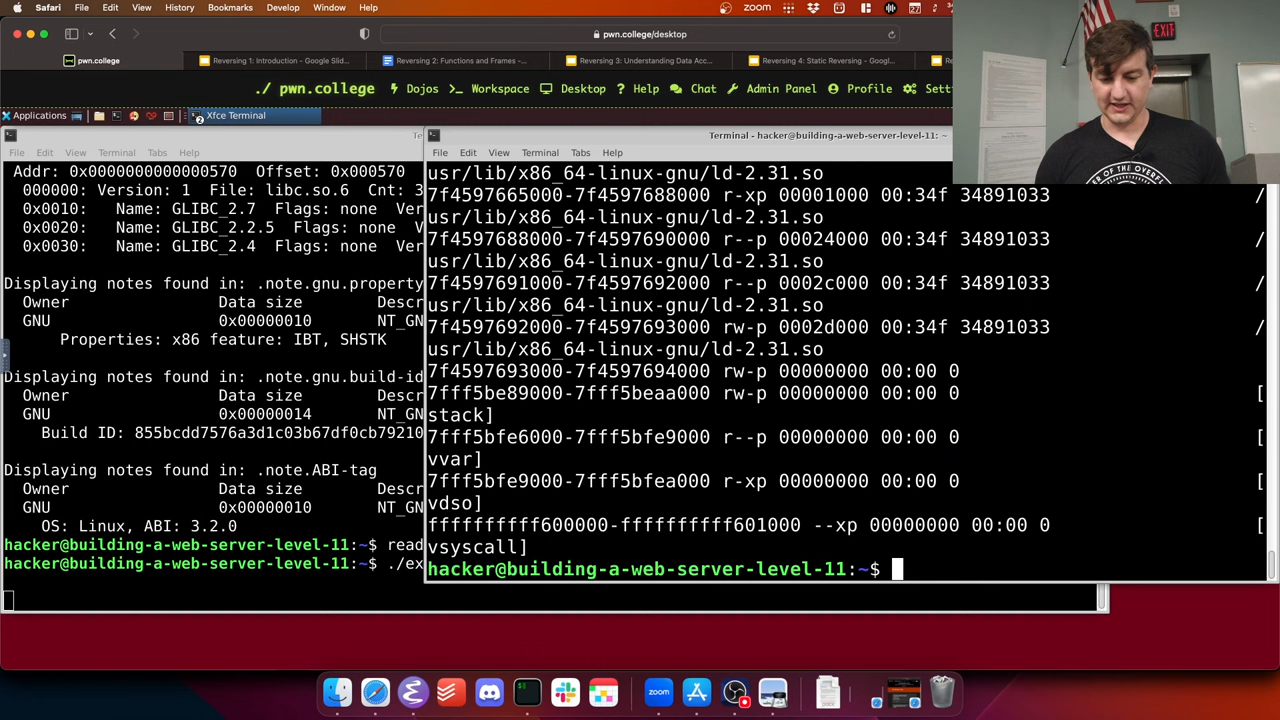 Safari File Edit View History Bookmarks Develop Window Help
zoom
pwn.college/desktop
pwn.college
Reversing 1: Introduction - Google Slid...
Reversing 2: Functions and Frames -...
Reversing 3: Understanding Data Acc...
Reversing 4: Static Reversing - Googl...
./ pwn.college
Dojos
>_ Workspace
Desktop
? Help
Chat
Admin Panel
Profile
Setti
Applications
Xfce Terminal
2
EXIT
Te
File Edit View Terminal Tabs Help
Addr: 0x0000000000000570 Offset: 0x000570
000000: Version: 1 File: libc.so.6 Cnt: 3
0x0010: Name: GLIBC_2.7 Flags: none Ver
0x0020: Name: GLIBC_2.2.5 Flags: none
0x0030: Name: GLIBC_2.4 Flags: none Ver
Displaying notes found in: .note.gnu.property
Owner Data size Descr
GNU 0x00000010 NT_GN
Properties: x86 feature: IBT, SHSTK
Displaying notes found in: .note.gnu.build-id
Owner Data size Descr
GNU 0x00000014 NT_GN
Build ID: 855bcdd7576a3d1c03b67df0cb79210
Displaying notes found in: .note.ABI-tag
Owner Data size Descr
GNU 0x00000010 NT_GN
OS: Linux, ABI: 3.2.0
hacker@building-a-web-server-level-11:~$ read
hacker@building-a-web-server-level-11:~$ ./ex
Terminal - hacker@building-a-web-server-level-11: ~
File Edit View Terminal Tabs Help
usr/lib/x86_64-linux-gnu/ld-2.31.so
7f4597665000-7f4597688000 r-xp 00001000 00:34f 34891033 /
usr/lib/x86_64-linux-gnu/ld-2.31.so
7f4597688000-7f4597690000 r--p 00024000 00:34f 34891033 /
usr/lib/x86_64-linux-gnu/ld-2.31.so
7f4597691000-7f4597692000 r--p 0002c000 00:34f 34891033 /
usr/lib/x86_64-linux-gnu/ld-2.31.so
7f4597692000-7f4597693000 rw-p 0002d000 00:34f 34891033 /
usr/lib/x86_64-linux-gnu/ld-2.31.so
7f4597693000-7f4597694000 rw-p 00000000 00:00 0
7fff5be89000-7fff5beaa000 rw-p 00000000 00:00 0 [
stack]
7fff5bfe6000-7fff5bfe9000 r--p 00000000 00:00 0 [
vvar]
7fff5bfe9000-7fff5bfea000 r-xp 00000000 00:00 0 [
vdso]
ffffffffff600000-ffffffffff601000 --xp 00000000 00:00 0 [
vsyscall]
hacker@building-a-web-server-level-11:~$
zoom